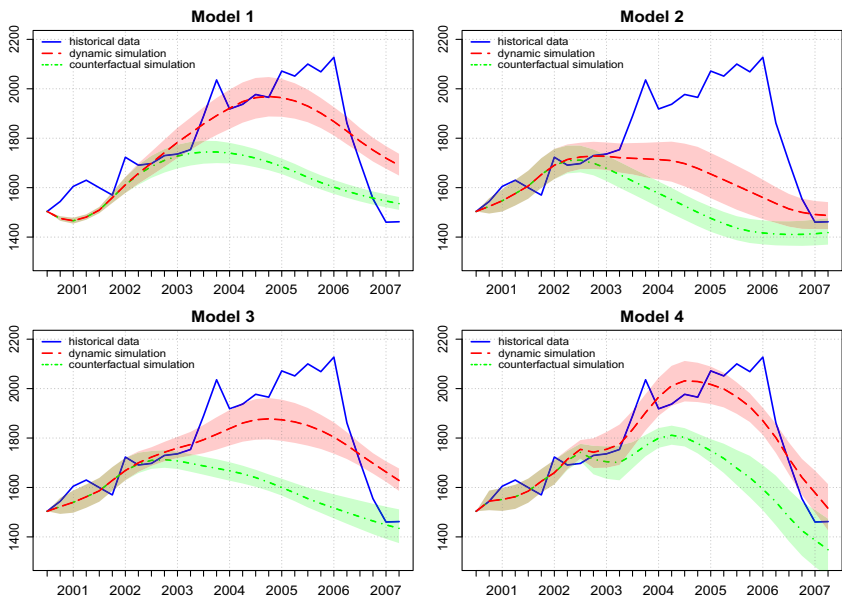 Model 1
2200
2000
1800
1600
1400
historical data
dynamic simulation
counterfactual simulation
2001 2002 2003 2004 2005 2006 2007
Model 2
2200
2000
1800
1600
1400
historical data
dynamic simulation
counterfactual simulation
2001 2002 2003 2004 2005 2006 2007
Model 3
2200
2000
1800
1600
1400
historical data
dynamic simulation
counterfactual simulation
2001 2002 2003 2004 2005 2006 2007
Model 4
2200
2000
1800
1600
1400
historical data
dynamic simulation
counterfactual simulation
2001 2002 2003 2004 2005 2006 2007